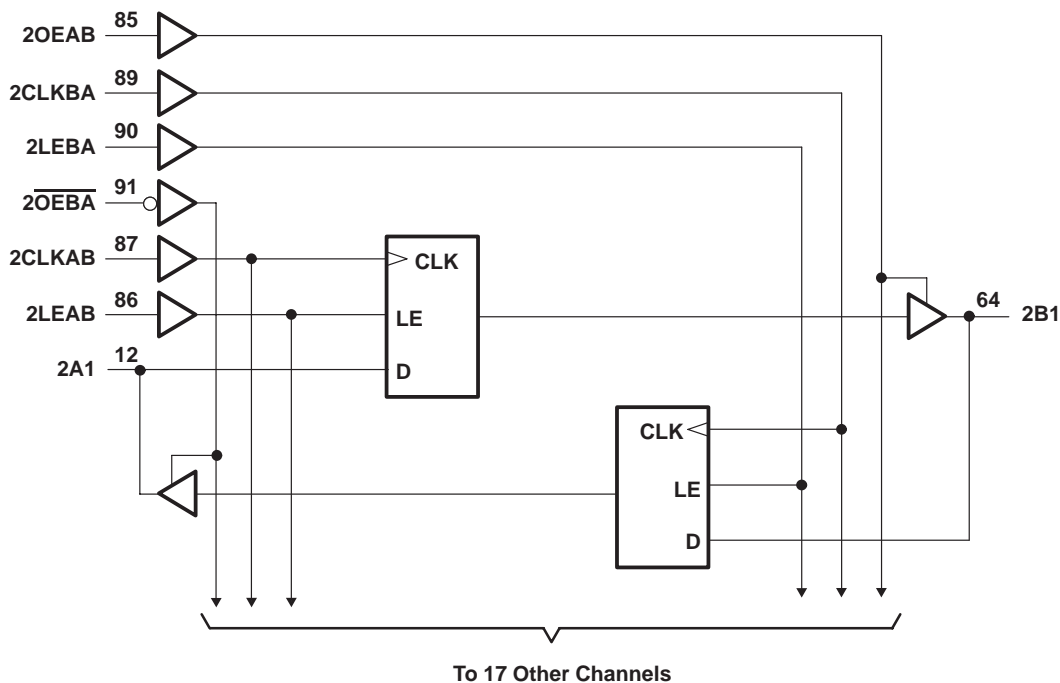 2OEAB 85
2CLKBA 89
2LEBA 90
2O̅E̅B̅A̅ 91
2CLKAB 87
2LEAB 86
2A1 12
CLK
LE
D
64 2B1
CLK
LE
D
To 17 Other Channels